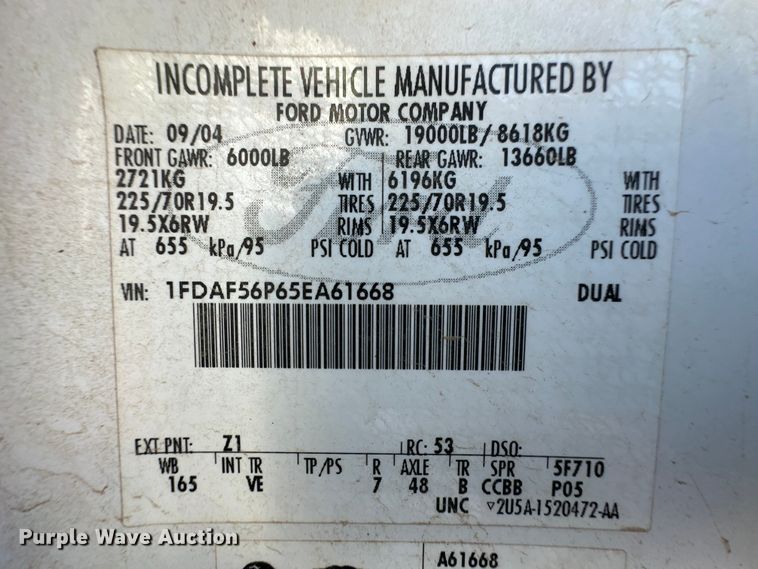 INCOMPLETE VEHICLE MANUFACTURED BY
FORD MOTOR COMPANY
DATE: 09/04 GVWR: 19000LB/ 8618KG
FRONT GAWR: 6000LB REAR GAWR: 13660LB
2721KG WITH 6196KG WITH
225/70R19.5 TIRES 225/70R19.5 TIRES
19.5X6RW RIMS 19.5X6RW RIMS
AT 655 kPa/95 PSI COLD AT 655 kPa/95 PSI COLD
VIN: 1FDAF56P65EA61668 DUAL
EXT PNT: Z1 RC: 53 DSO:
WB INT TR TP/PS R AXLE TR SPR 5F710
165 VE 7 48 B CCBB P05
UNC ▽2U5A-1520472-AA
Purple Wave Auction
A61668